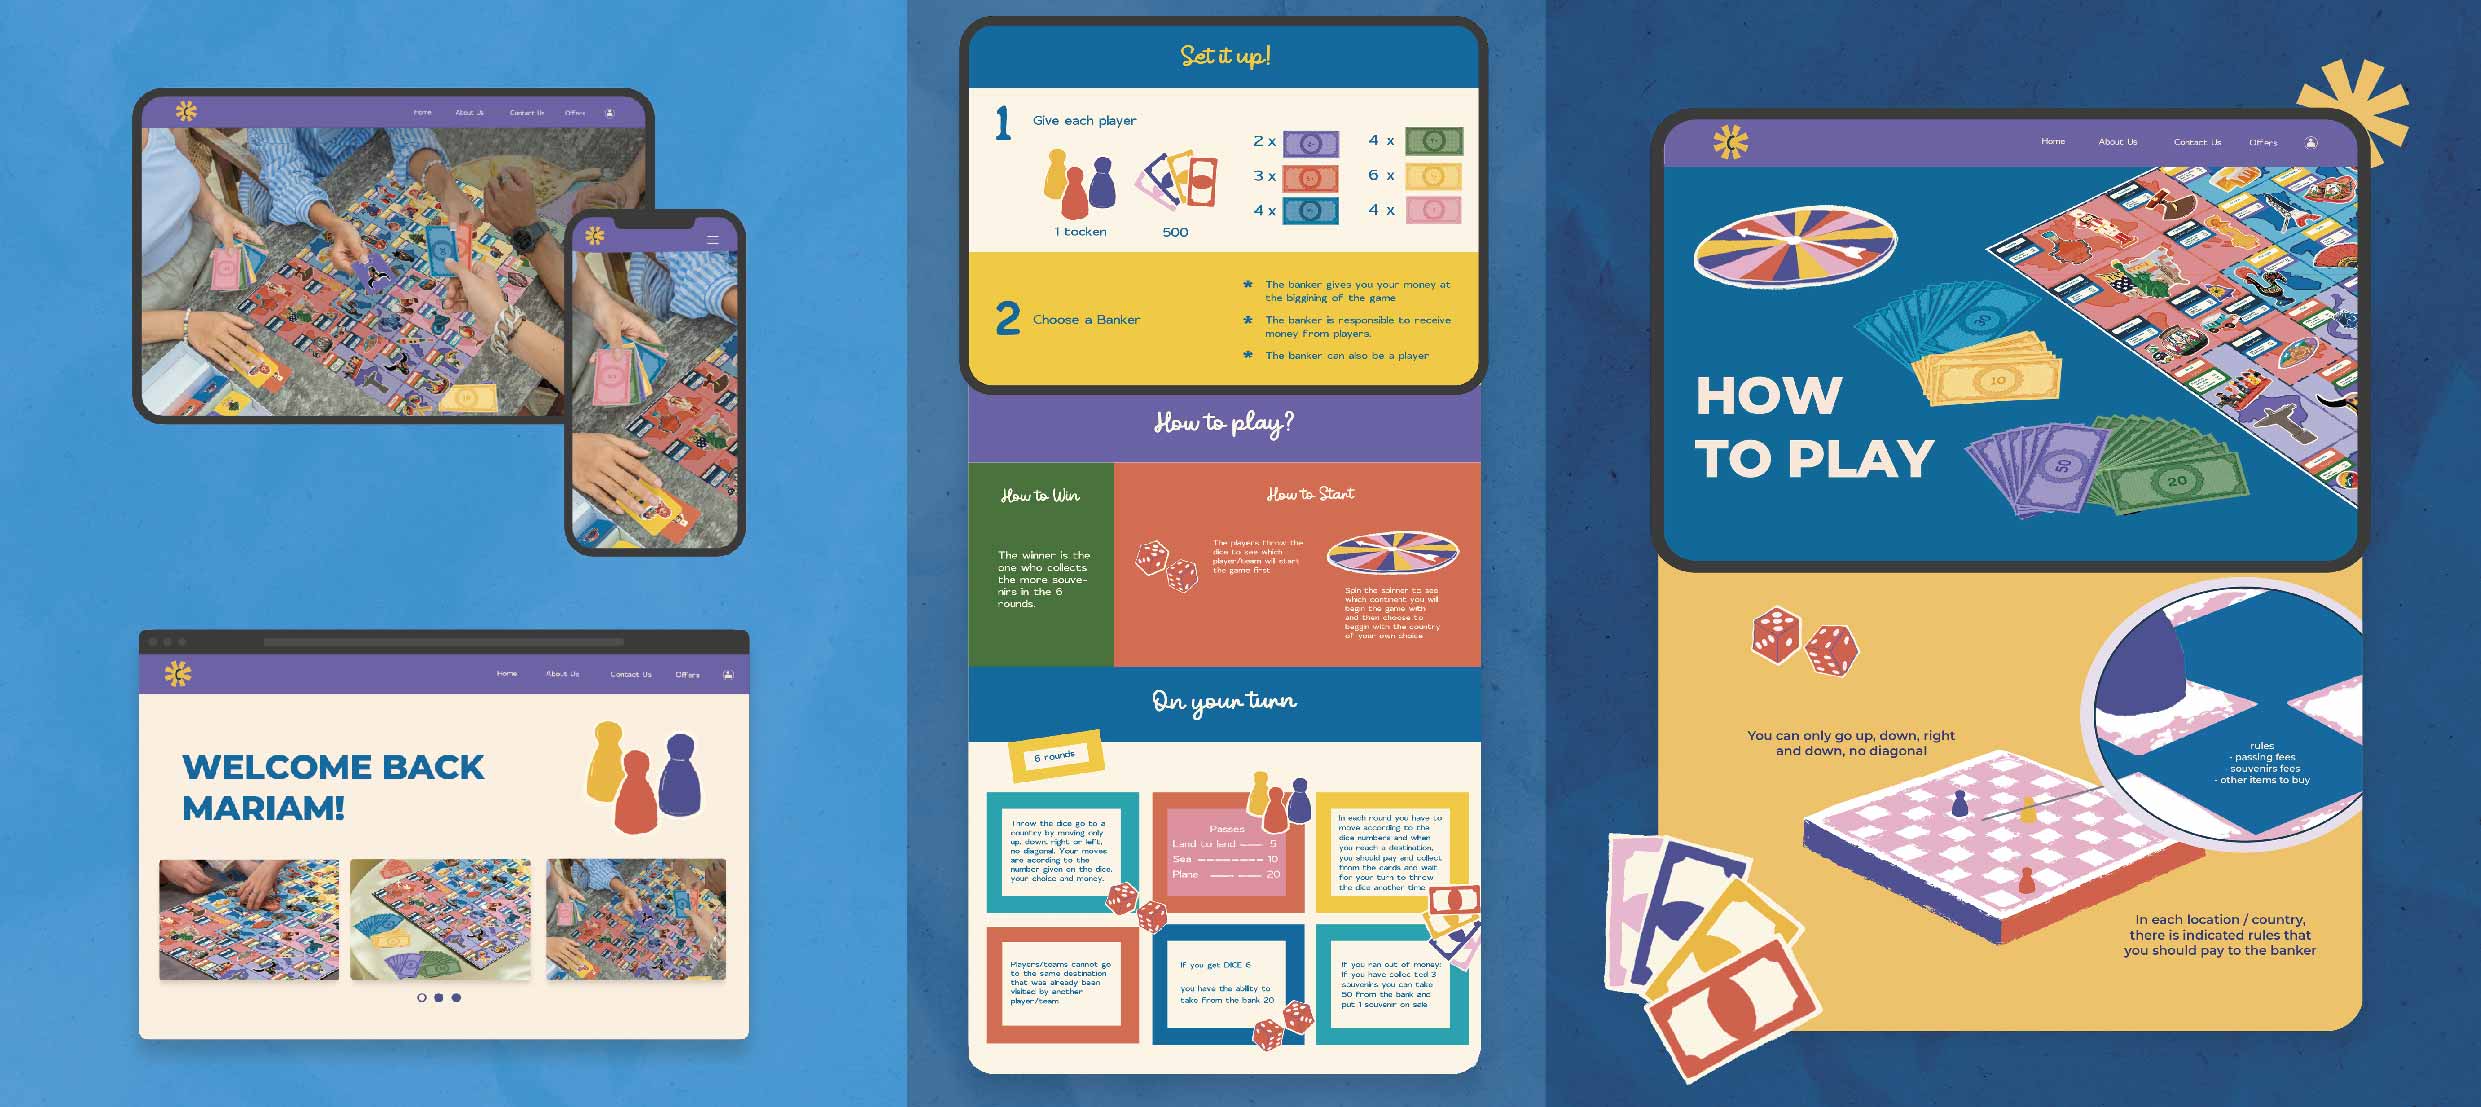 Home
About Us
Contact Us
Offers
Home
About Us
Contact Us
Offers
WELCOME BACK
MARIAM!
Set it up!
1
Give each player
1 tocken
500
2 x
4 x
3 x
6 x
4 x
4 x
2
Choose a Banker
* The banker gives you your money at
the biggining of the game
* The banker is responsible to receive
money from players.
* The banker can also be a player
How to play?
How to Win
The winner is the
one who collects
the more souve-
nirs in the 6
rounds.
How to Start
The players throw the
dice to see which
player/team will start
the game first
Spin the spinner to see
which continent you will
begin the game with
and then choose to
beggin with the country
of your own choice
On your turn
6 rounds
Throw the dice go to a
country by moving only
up, down, right or left,
no diagonal. Your moves
are acording to the
number given on the dice,
your choice and money.
Passes
Land to land ---- 5
Sea ---------- 10
Plane ---- ---- 20
In each round you have to
move according to the
dice numbers and when
you reach a destination,
you should pay and collect
from the cards and wait
for your turn to throw
the dice another time
Players/teams cannot go
to the same destination
that was already been
visited by another
player/team
If you get DICE 6
you have the ability to
take from the bank 20
If you ran out of money:
If you have collec ted 3
souvenirs you can take
50 from the bank and
put 1 souvenir on sale
Home
About Us
Contact Us
Offers
50
10
HOW
TO PLAY
50
20
You can only go up, down, right
and down, no diagonal
rules
- passing fees
- souvenirs fees
- other items to buy
In each location / country,
there is indicated rules that
you should pay to the banker